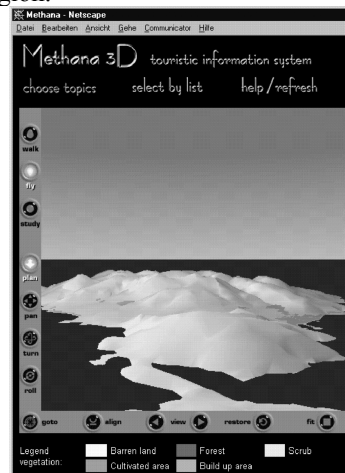 gion.
Methana - Netscape
Datei Bearbeiten Ansicht Gehe Communicator Hilfe
Methana 3D touristic information system
choose topics select by list help/refresh
walk
fly
study
plan
pan
turn
roll
goto align view restore fit
Legend vegetation:
Barren land Forest Scrub
Cultivated area Build up area